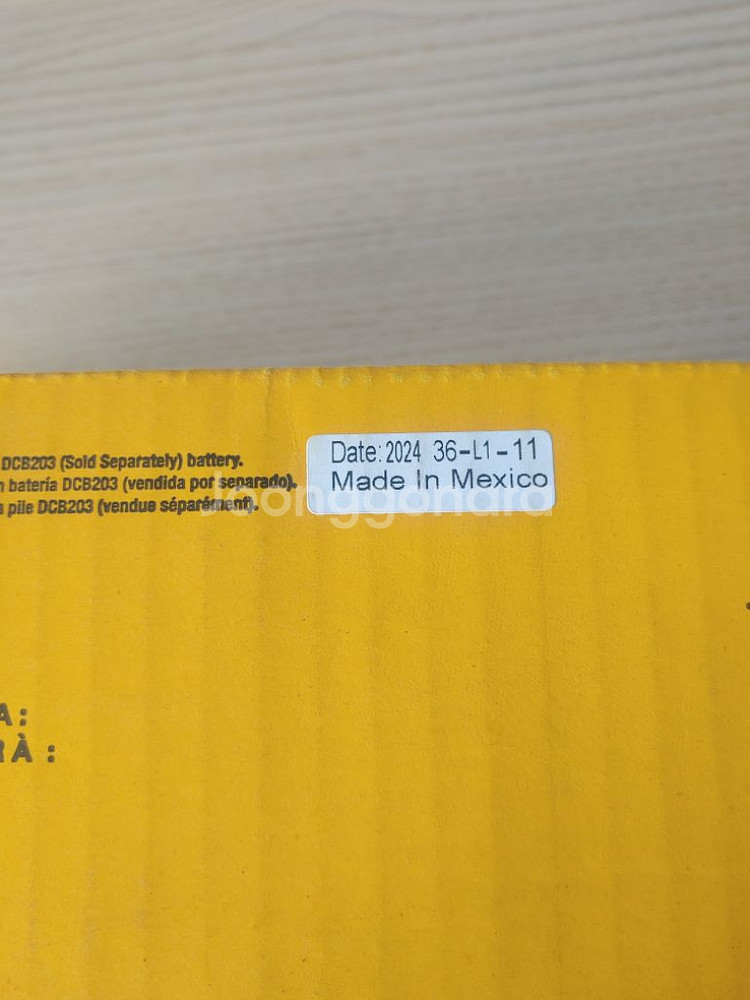 DCB203 (Sold Separately) battery.
n batería DCB203 (vendida por separado).
a pile DCB203 (vendue séparément).
Date: 2024 36-L1-11
Made In Mexico
Joonggonara
A:
RÀ :